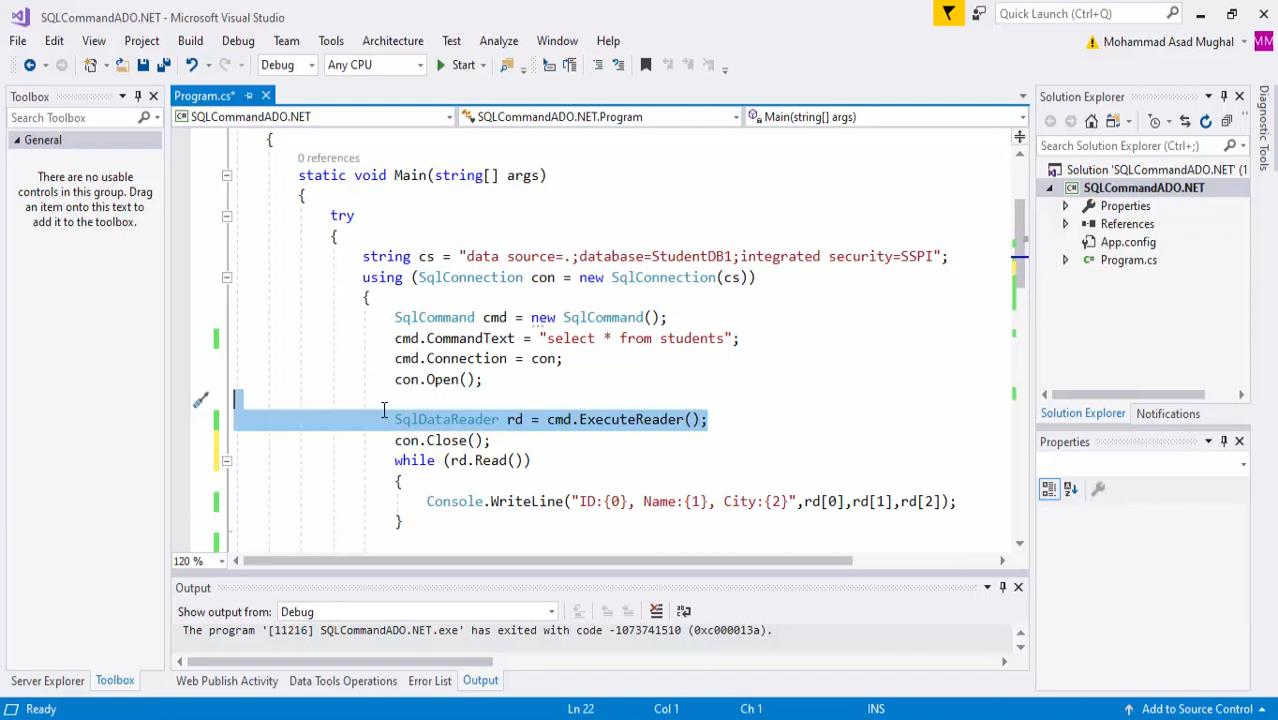 SQLCommandADO.NET - Microsoft Visual Studio
Quick Launch (Ctrl+Q)
File Edit View Project Build Debug Team Tools Architecture Test Analyze Window Help
Mohammad Asad Mughal MM
Debug Any CPU Start
Toolbox
Program.cs*
Solution Explorer
Diagnostic Tools
Search Toolbox
SQLCommandADO.NET
SQLCommandADO.NET.Program
Main(string[] args)
General
There are no usable
controls in this group. Drag
an item onto this text to
add it to the toolbox.
{
0 references
static void Main(string[] args)
{
try
{
string cs = "data source=.;database=StudentDB1;integrated security=SSPI";
using (SqlConnection con = new SqlConnection(cs))
{
SqlCommand cmd = new SqlCommand();
cmd.CommandText = "select * from students";
cmd.Connection = con;
con.Open();
SqlDataReader rd = cmd.ExecuteReader();
con.Close();
while (rd.Read())
{
Console.WriteLine("ID:{0}, Name:{1}, City:{2}",rd[0],rd[1],rd[2]);
}
120 %
Search Solution Explorer (Ctrl+;)
Solution 'SQLCommandADO.NET' (1
C# SQLCommandADO.NET
Properties
References
App.config
C# Program.cs
Solution Explorer Notifications
Properties
Output
Show output from: Debug
The program '[11216] SQLCommandADO.NET.exe' has exited with code -1073741510 (0xc000013a).
Server Explorer Toolbox
Web Publish Activity Data Tools Operations Error List Output
Ready Ln 22 Col 1 Ch 1 INS Add to Source Control